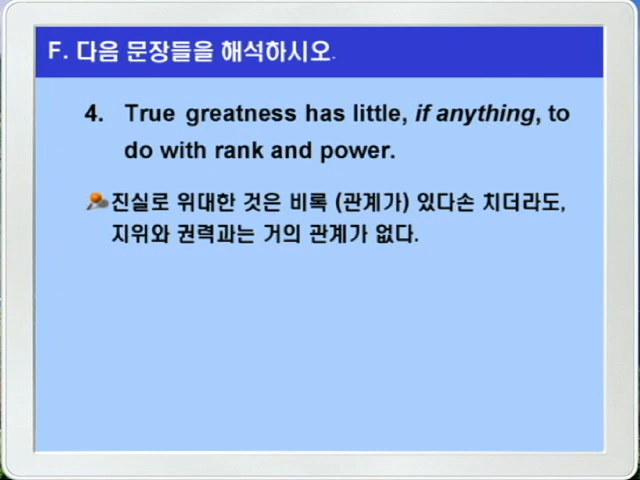 F. 다음 문장들을 해석하시오.
4. True greatness has little, if anything, to
do with rank and power.
진실로 위대한 것은 비록 (관계가) 있다손 치더라도,
지위와 권력과는 거의 관계가 없다.